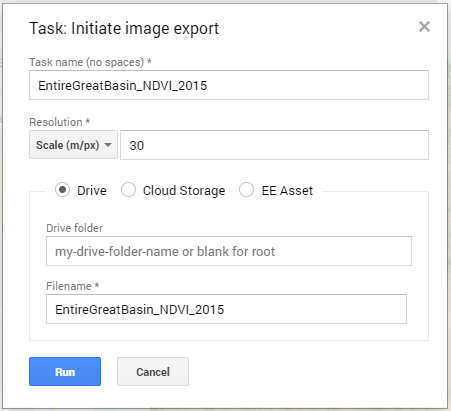 Task: Initiate image export
Task name (no spaces) *
EntireGreatBasin_NDVI_2015
Resolution *
Scale (m/px) 30
Drive Cloud Storage EE Asset
Drive folder
my-drive-folder-name or blank for root
Filename *
EntireGreatBasin_NDVI_2015
Run Cancel